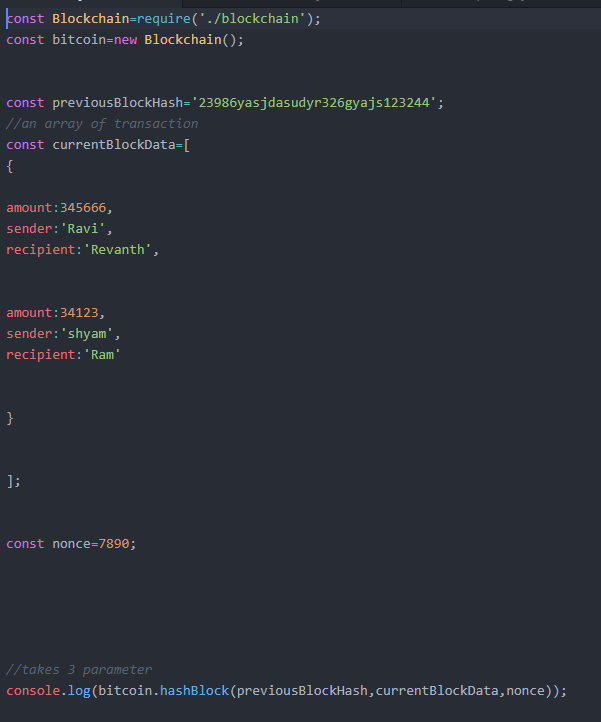 const Blockchain=require('./blockchain');
const bitcoin=new Blockchain();
const previousBlockHash='23986yasjdasudyr326gyajs123244';
//an array of transaction
const currentBlockData=[
{
amount:345666,
sender:'Ravi',
recipient:'Revanth',
amount:34123,
sender:'shyam',
recipient:'Ram'
}
];
const nonce=7890;
//takes 3 parameter
console.log(bitcoin.hashBlock(previousBlockHash,currentBlockData,nonce));